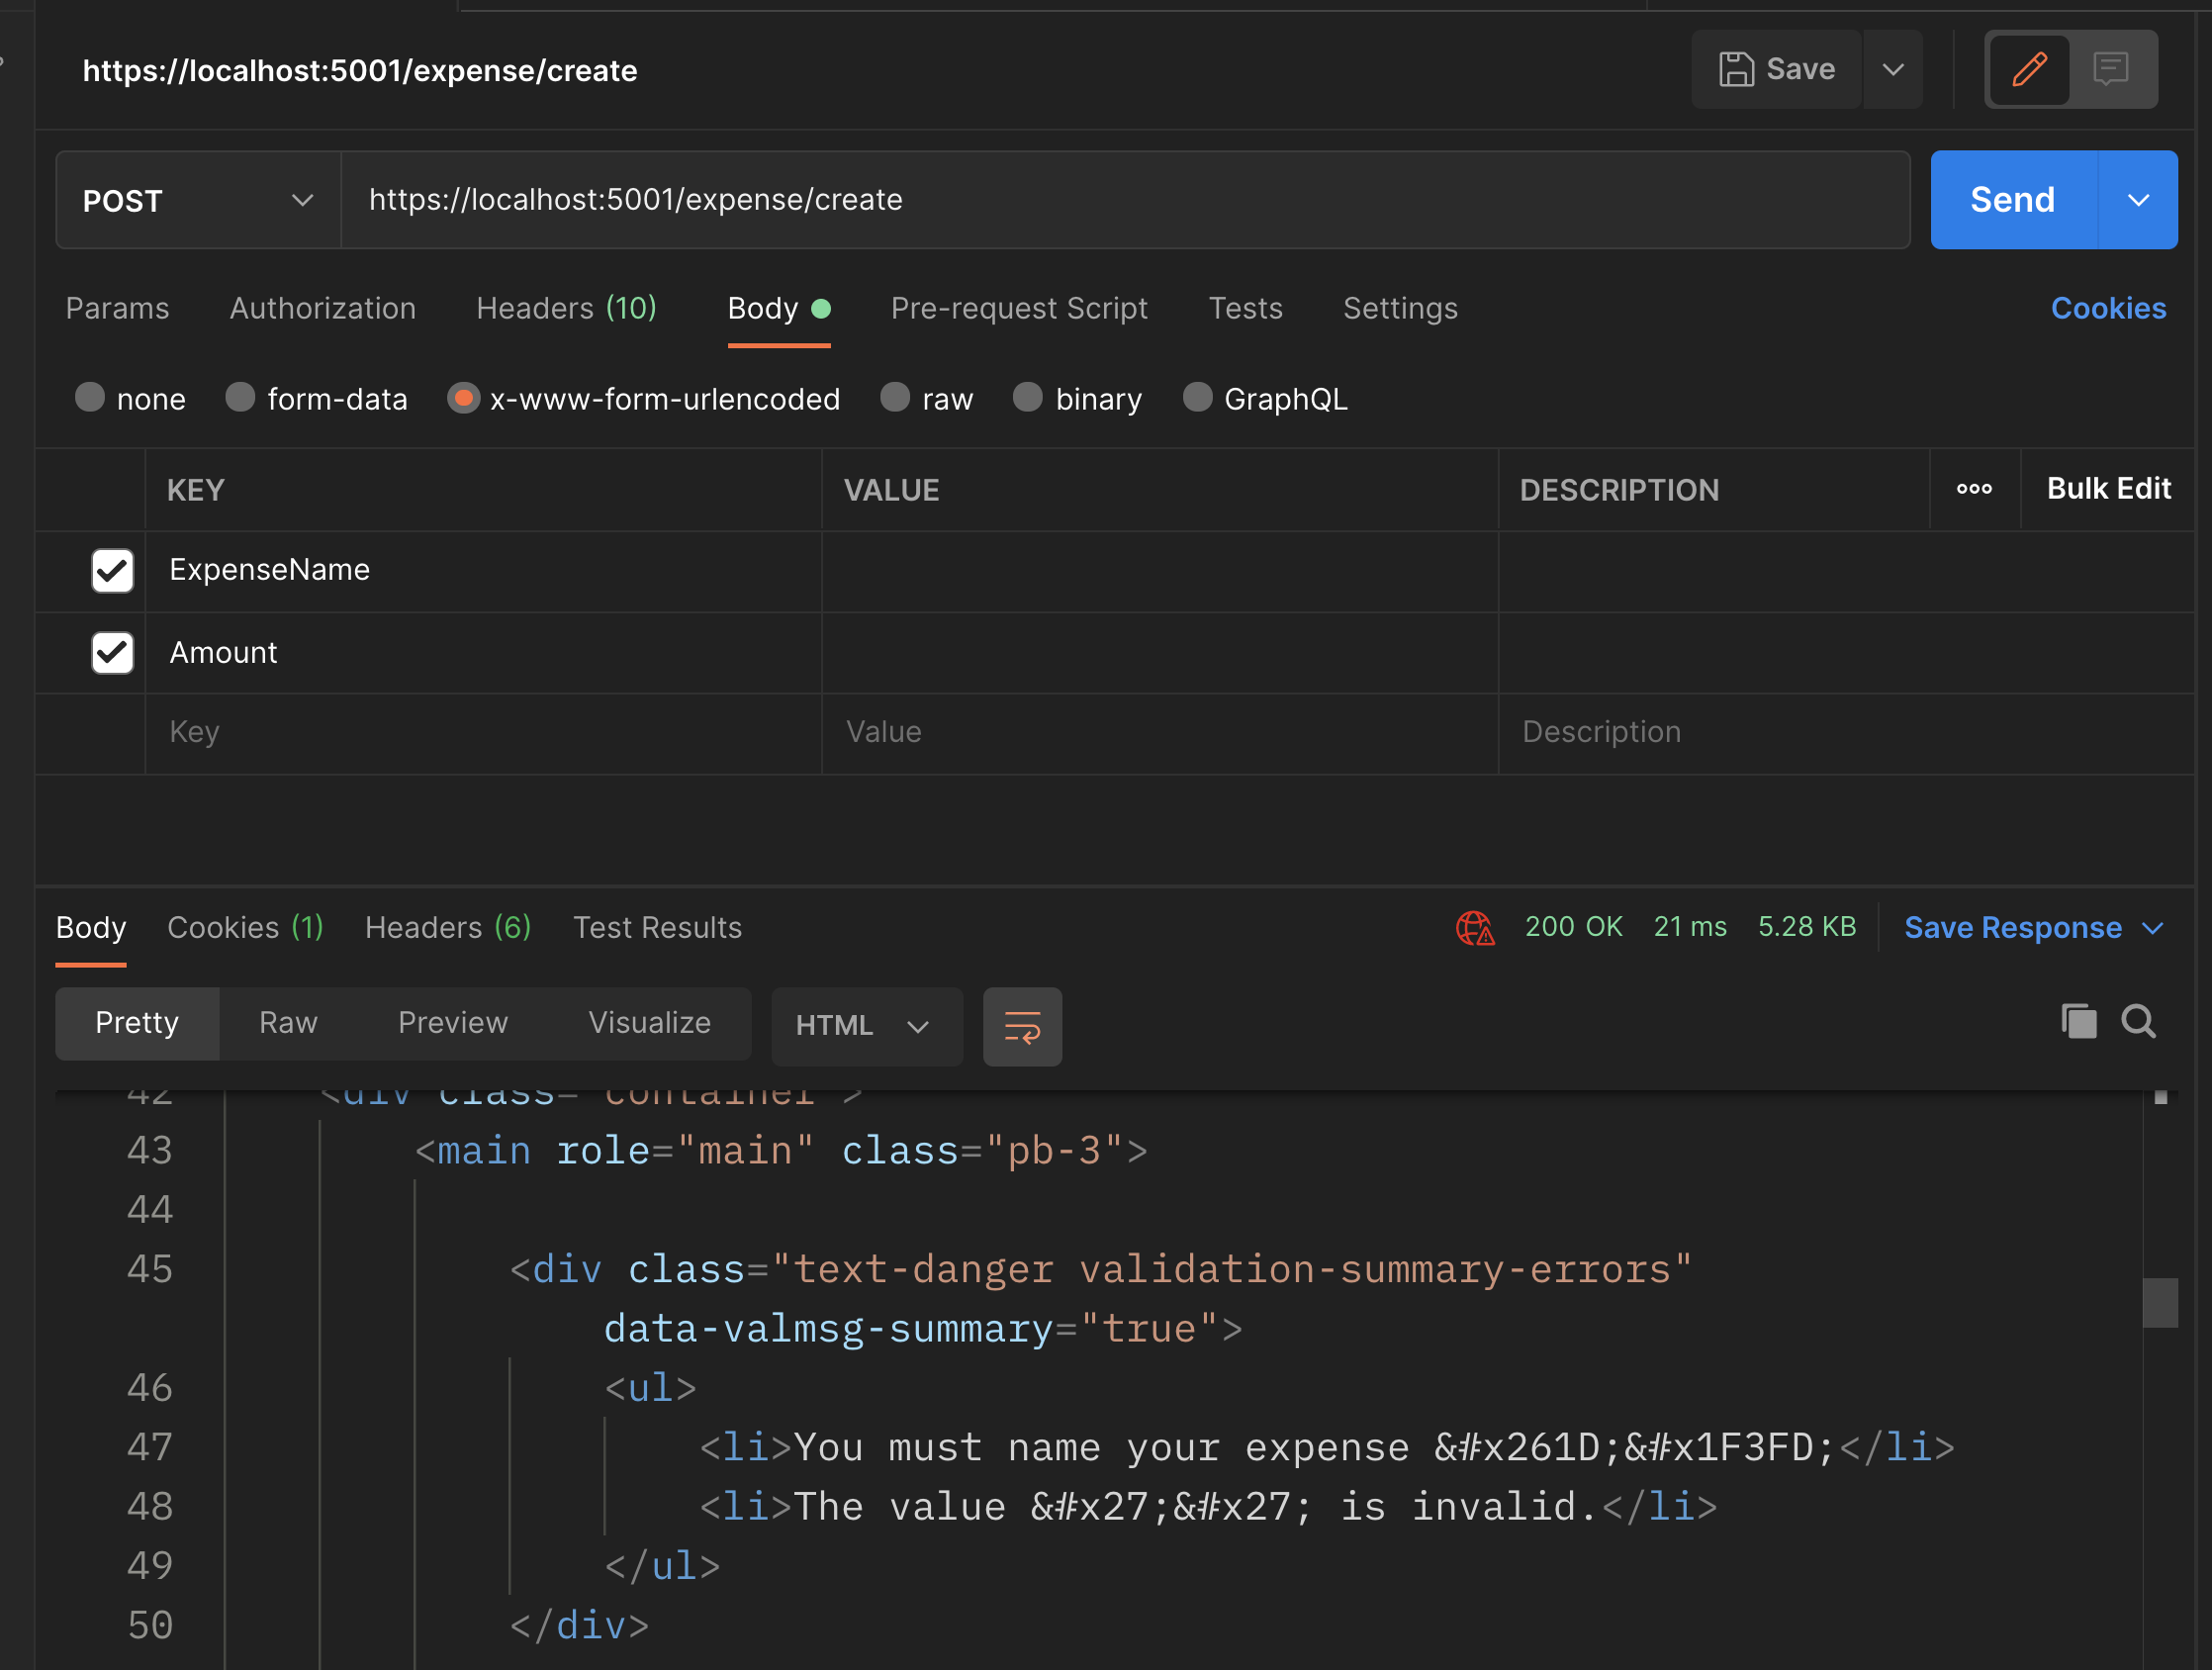 https://localhost:5001/expense/create
Save
POST
https://localhost:5001/expense/create
Send
Params Authorization Headers (10) Body Pre-request Script Tests Settings Cookies
none form-data x-www-form-urlencoded raw binary GraphQL
KEY VALUE DESCRIPTION ooo Bulk Edit
ExpenseName
Amount
Key Value Description
Body Cookies (1) Headers (6) Test Results 200 OK 21 ms 5.28 KB Save Response
Pretty Raw Preview Visualize HTML
42 <div class="container">
43 <main role="main" class="pb-3">
44
45 <div class="text-danger validation-summary-errors"
data-valmsg-summary="true">
46 <ul>
47 <li>You must name your expense &#x261D;&#x1F3FD;</li>
48 <li>The value &#x27;&#x27; is invalid.</li>
49 </ul>
50 </div>